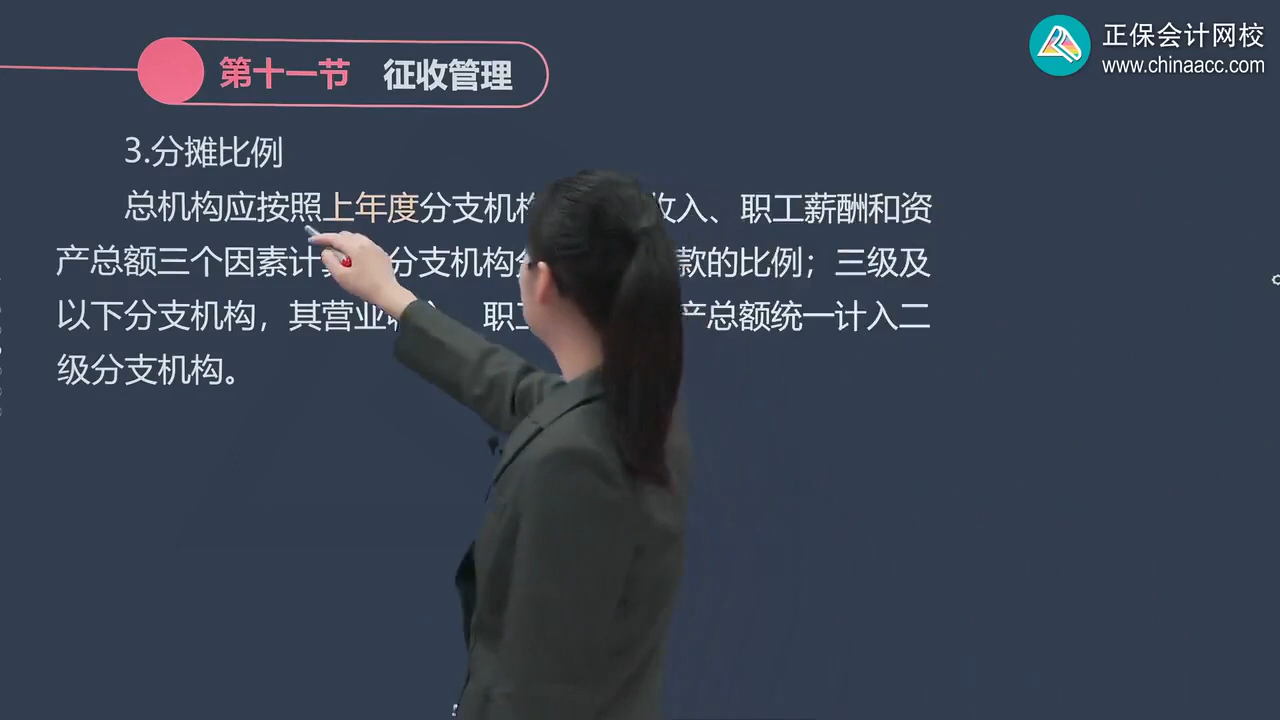 正保会计网校
www.chinaacc.com
第十一节 征收管理
3.分摊比例
总机构应按照上年度分支机 收入、职工薪酬和资
产总额三个因素计 分支机构 款的比例；三级及
以下分支机构，其营业 职 产总额统一计入二
级分支机构。